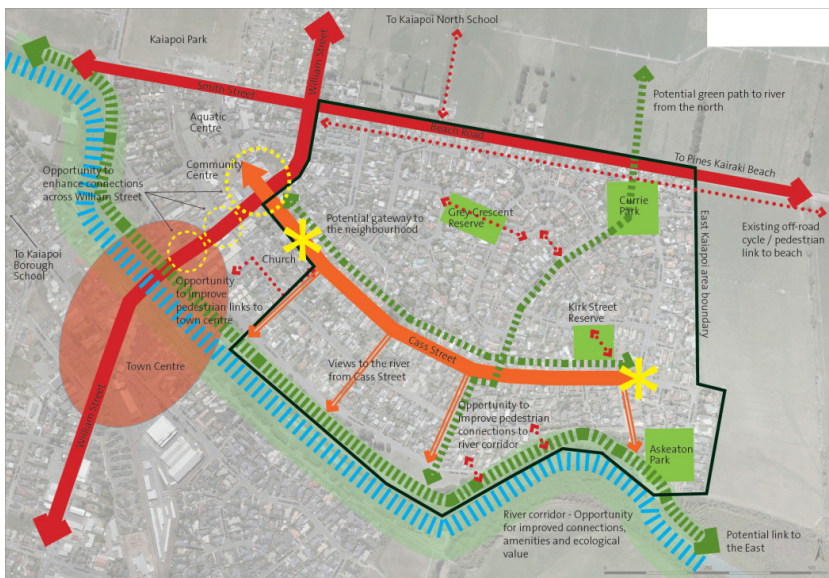 To Kaiapoi North School
Kaiapoi Park
William Street
Smith Street
Potential green path to river
from the north
Aquatic
Centre
Beach Road
Community
Centre
To Pines Kairaki Beach
Opportunity to
enhance connections
across William Street
Potential gateway to
the neighbourhood
Grey Crescent
Reserve
Currie
Park
East Kaiapoi area boundary
Existing off-road
cycle / pedestrian
link to beach
To Kaiapoi
Borough
School
Church
Opportunity
to improve
pedestrian links to
town centre
Kirk Street
Reserve
Cass Street
Town Centre
Views to the river
from Cass Street
William Street
Opportunity to
improve pedestrian
connections to
river corridor
Askeaton
Park
River corridor - Opportunity
for improved connections,
amenities and ecological
value
Potential link to
the East